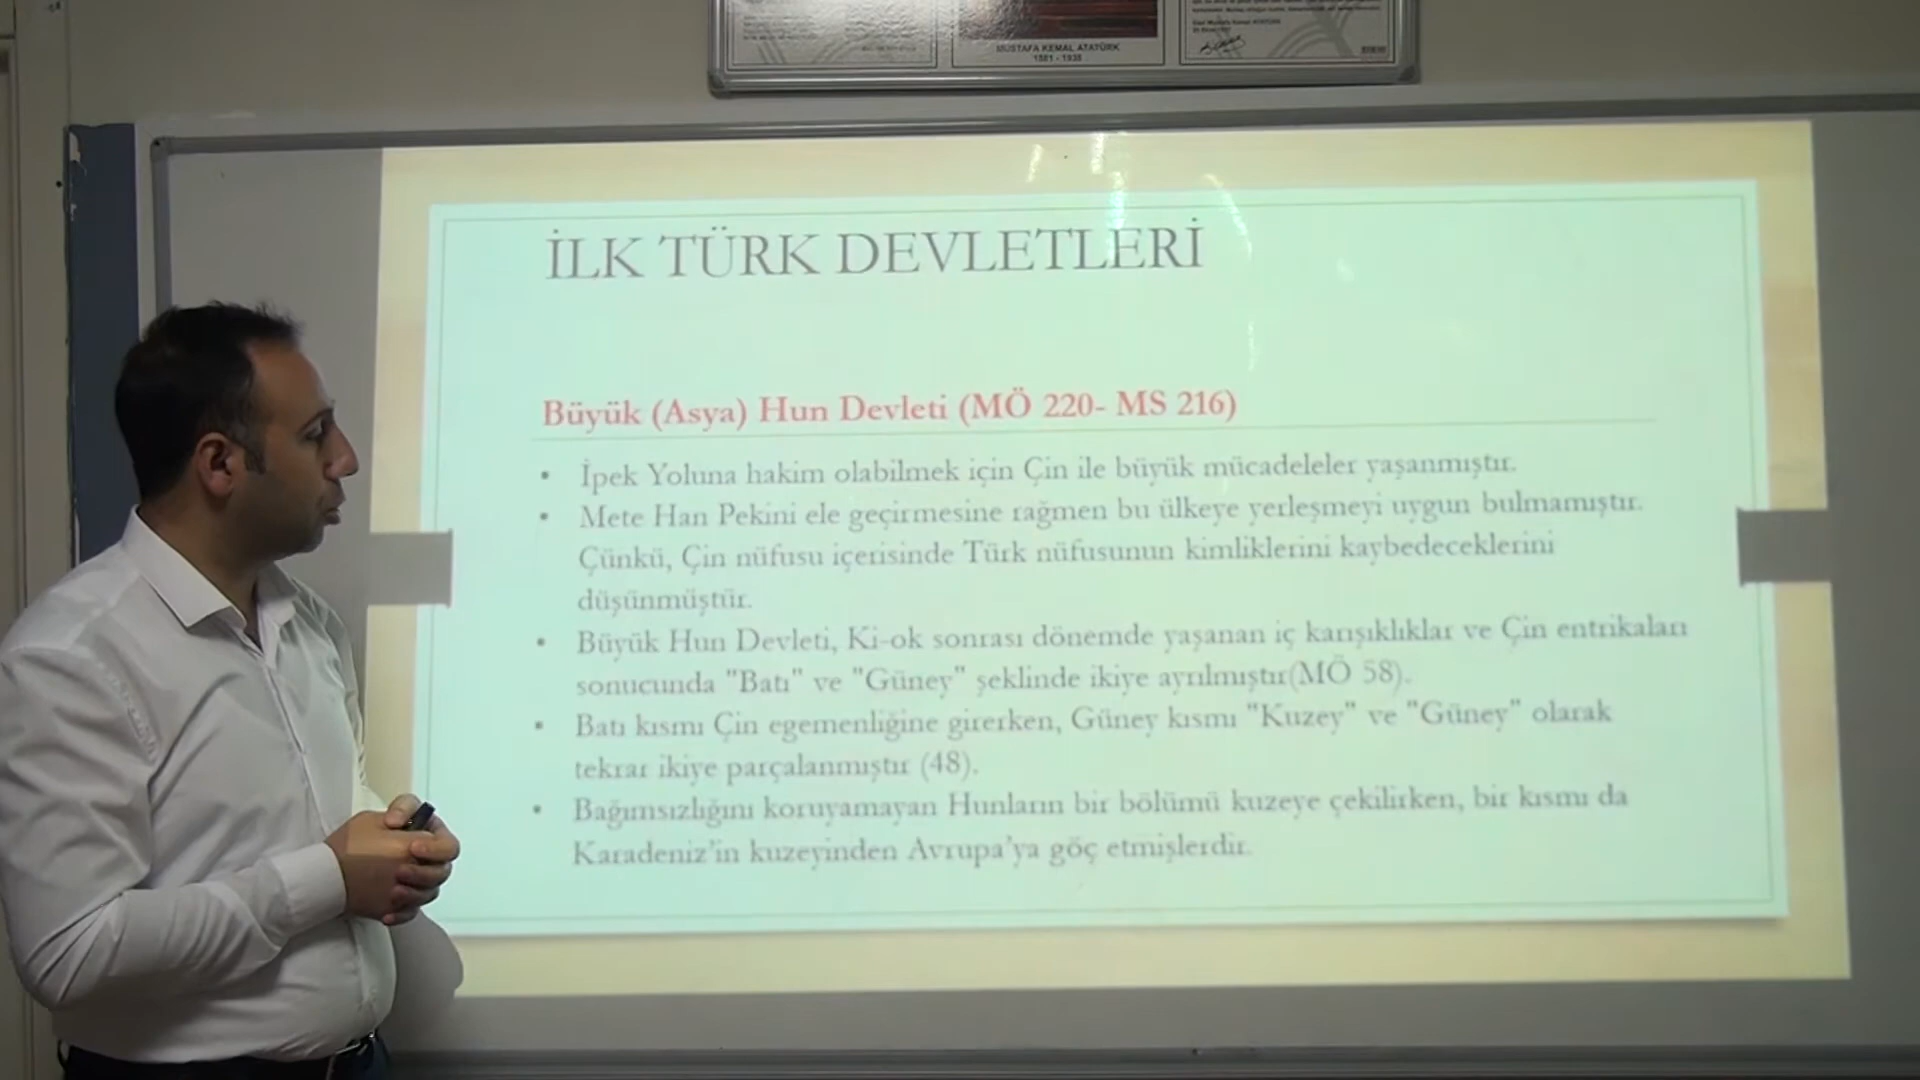 MUSTAFA KEMAL ATATÜRK
1881 - 1938
İLK TÜRK DEVLETLERİ
Büyük (Asya) Hun Devleti (MÖ 220- MS 216)
• İpek Yoluna hakim olabilmek için Çin ile büyük mücadeleler yaşanmıştır.
• Mete Han Pekini ele geçirmesine rağmen bu ülkeye yerleşmeyi uygun bulmamıştır.
Çünkü, Çin nüfusu içerisinde Türk nüfusunun kimliklerini kaybedeceklerini
düşünmüştür.
• Büyük Hun Devleti, Ki-ok sonrası dönemde yaşanan iç karışıklıklar ve Çin entrikaları
sonucunda "Batı" ve "Güney" şeklinde ikiye ayrılmıştır(MÖ 58).
• Batı kısmı Çin egemenliğine girerken, Güney kısmı "Kuzey" ve "Güney" olarak
tekrar ikiye parçalanmıştır (48).
• Bağımsızlığını koruyamayan Hunların bir bölümü kuzeye çekilirken, bir kısmı da
Karadeniz'in kuzeyinden Avrupa'ya göç etmişlerdir.